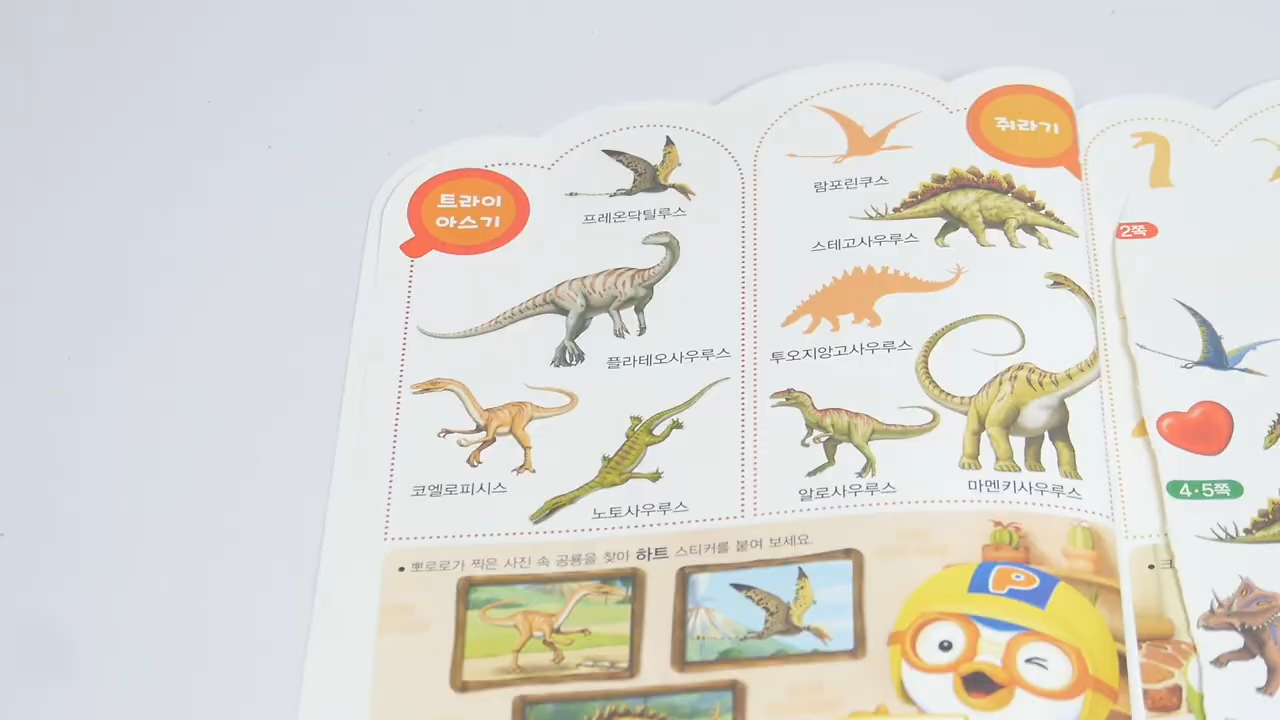 트라이
아스기
프레온닥틸루스
플라테오사우루스
코엘로피시스
노토사우루스
쥐라기
람포린쿠스
스테고사우루스
투오지앙고사우루스
알로사우루스
마멘키사우루스
• 뽀로로가 찍은 사진 속 공룡을 찾아 하트 스티커를 붙여 보세요.
P
2쪽
4·5쪽